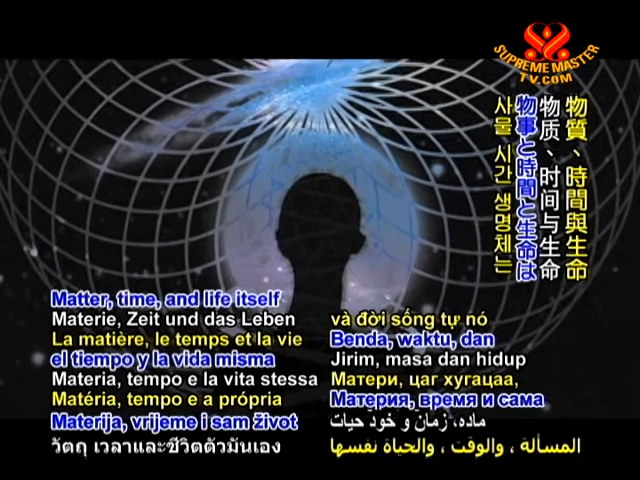 SUPREME MASTER
TV.COM
物質、時間與生命
物质、时间与生命
物事と時間と生命は
사물 시간 생명체는
Matter, time, and life itself
Materie, Zeit und das Leben
La matière, le temps et la vie
el tiempo y la vida misma
Materia, tempo e la vita stessa
Matéria, tempo e a própria
Materija, vrijeme i sam život
วัตถุ เวลาและชีวิตตัวมันเอง
và đời sống tự nó
Benda, waktu, dan
Jirim, masa dan hidup
Матери, цаг хугацаа,
Материя, время и сама
ماده، زمان و خود حیات
المسألة ، والوقت ، والحياة نفسها